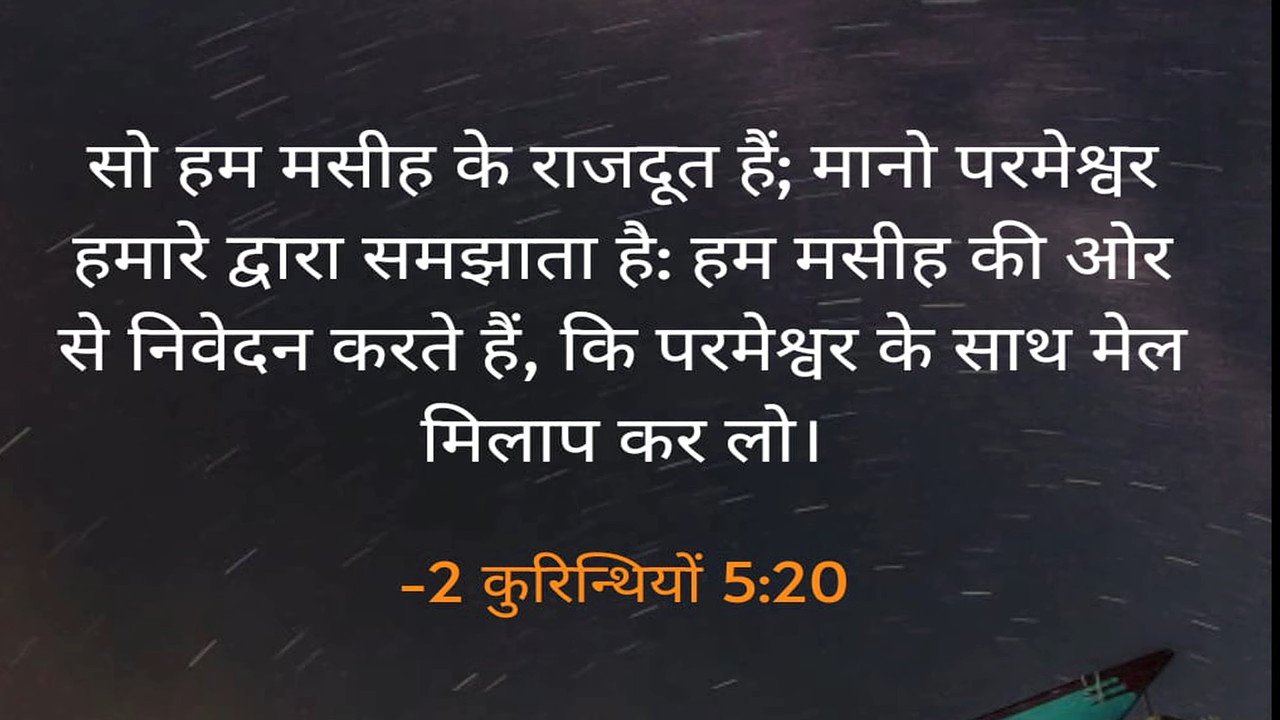 सो हम मसीह के राजदूत हैं; मानो परमेश्वर
हमारे द्वारा समझाता है: हम मसीह की ओर
से निवेदन करते हैं, कि परमेश्वर के साथ मेल
मिलाप कर लो।
-2 कुरिन्थियों 5:20